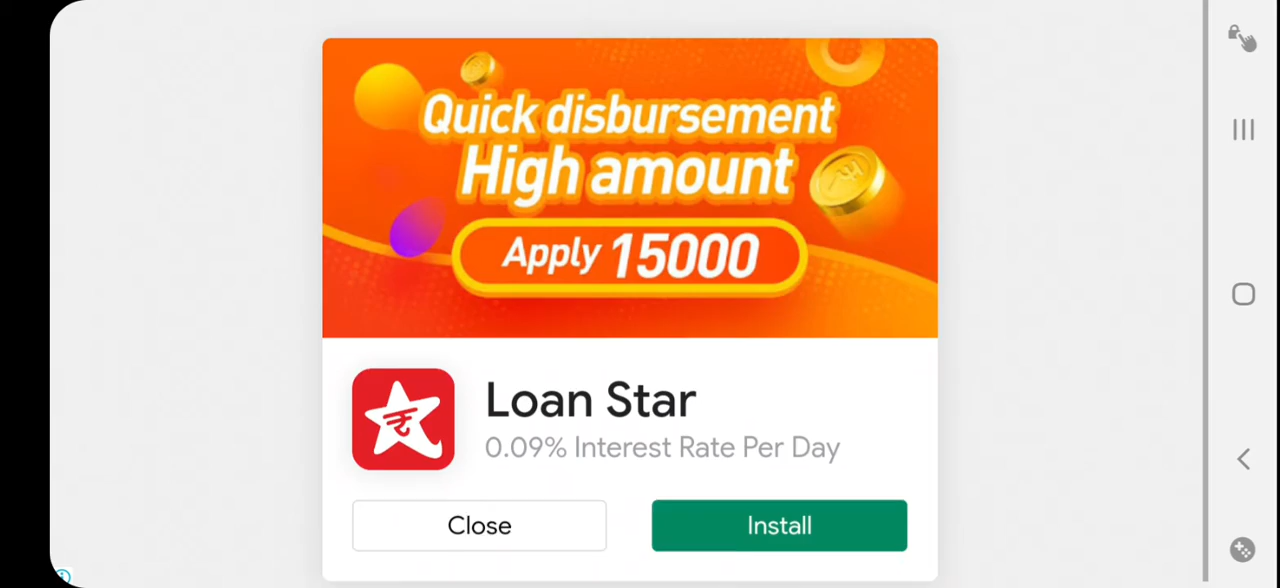 Quick disbursement
High amount
Apply 15000
Loan Star
0.09% Interest Rate Per Day
Close
Install